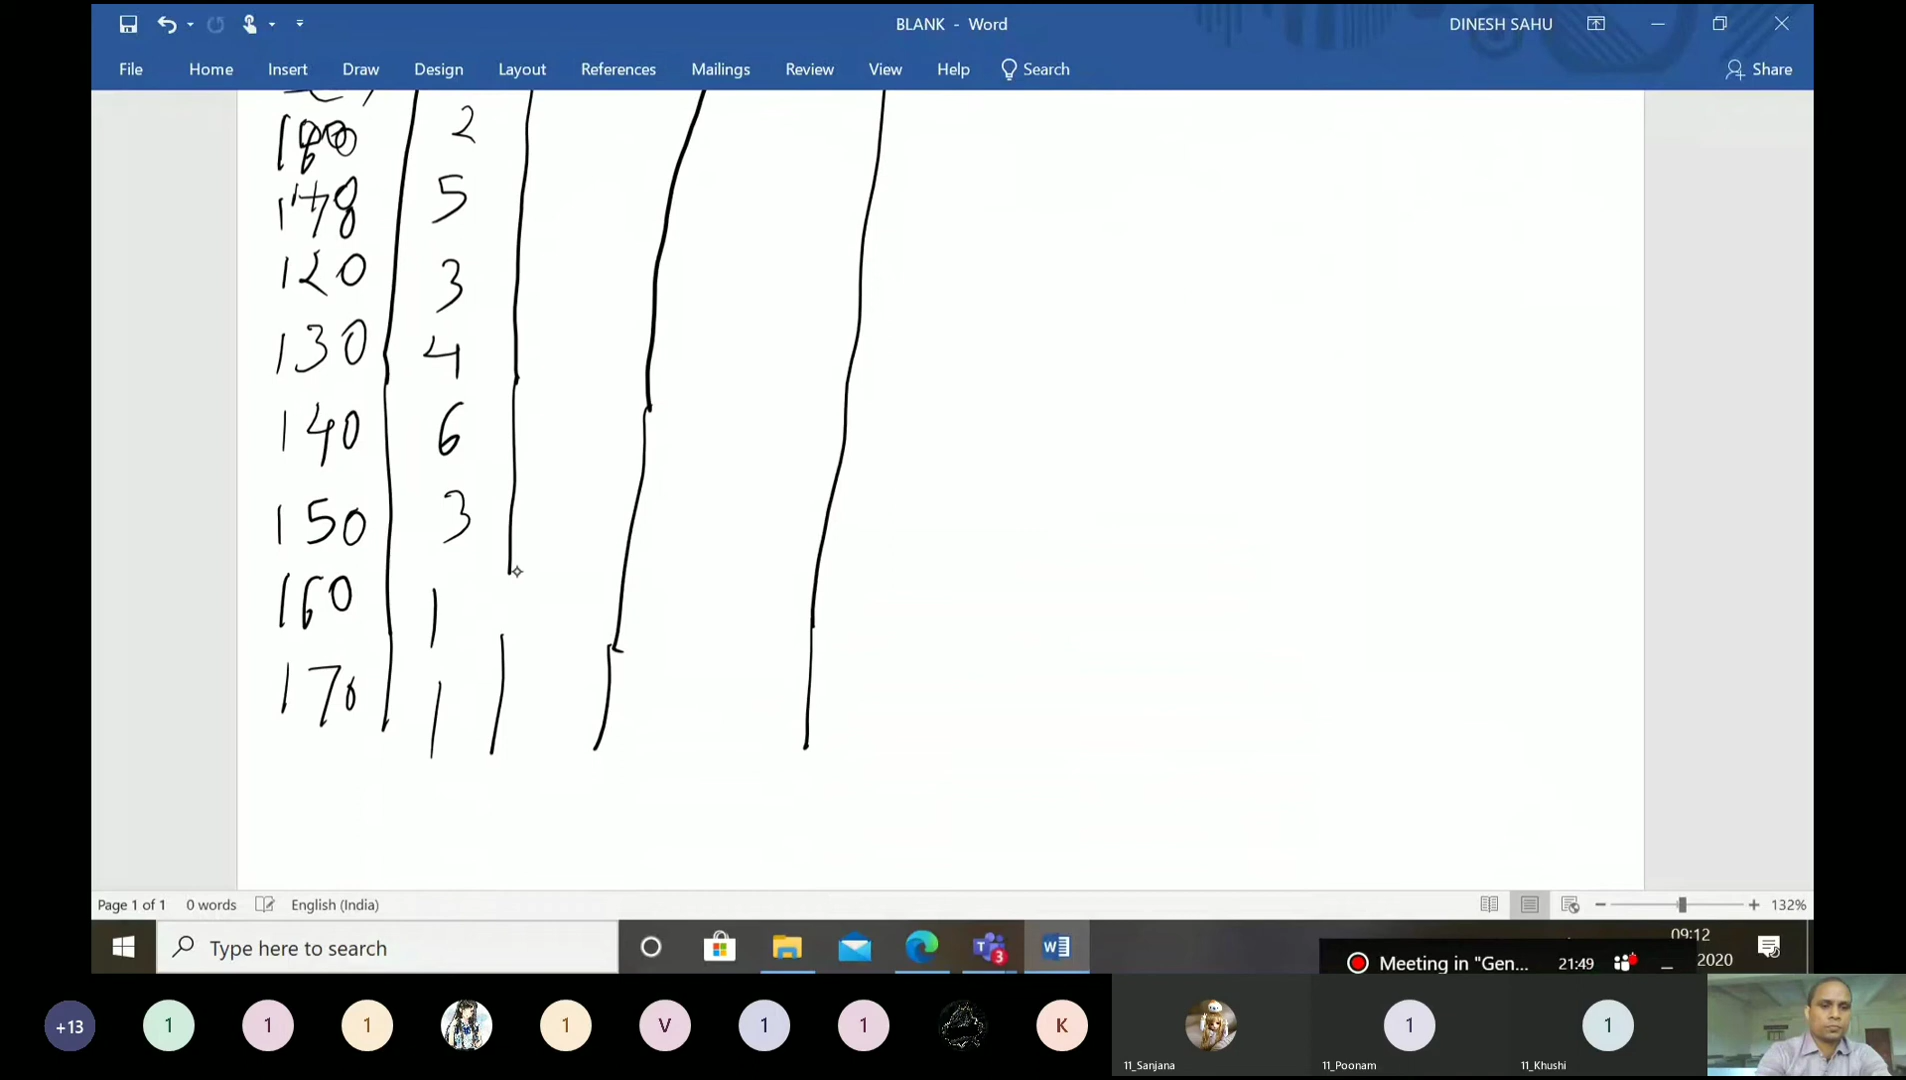 BLANK - Word
DINESH SAHU
File Home Insert Draw Design Layout References Mailings Review View Help Search
Share
2
5
120 3
130 4
140 6
150 3
160 1
170 1
Page 1 of 1 0 words English (India)
132%
Type here to search
3
09:12
2020
Meeting in "Gen... 21:49
+13 1 1 1 1 V 1 1 K 1 1
11_Sanjana 11_Poonam 11_Khushi